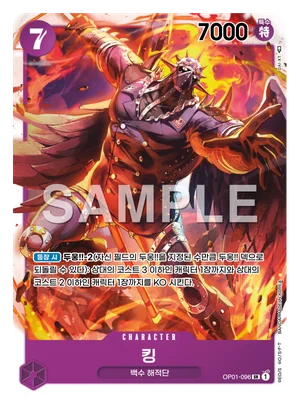 7
7000
특수
特
SAMPLE
등장 시 두웅!!-2(자신 필드의 두웅!!을 지정된 수만큼 두웅!! 덱으로
되돌릴 수 있다): 상대의 코스트 3 이하인 캐릭터 1장까지와 상대의
코스트 2 이하인 캐릭터 1장까지를 KO 시킨다.
CHARACTER
킹
백수 해적단
OP01-096 SR 1